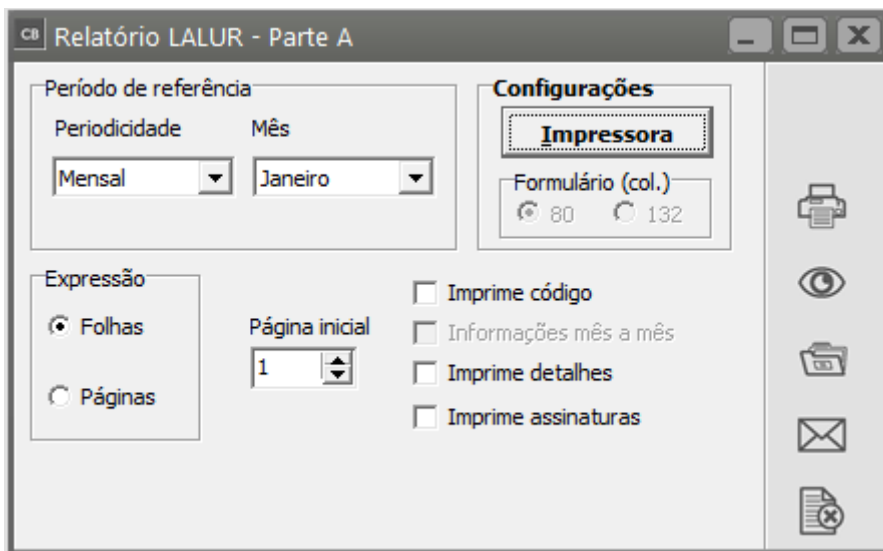 CB Relatório LALUR - Parte A
Período de referência
Periodicidade Mês
Mensal Janeiro
Configurações
Impressora
Formulário (col.)
80 132
Expressão
Folhas
Páginas
Página inicial
1
Imprime código
Informações mês a mês
Imprime detalhes
Imprime assinaturas